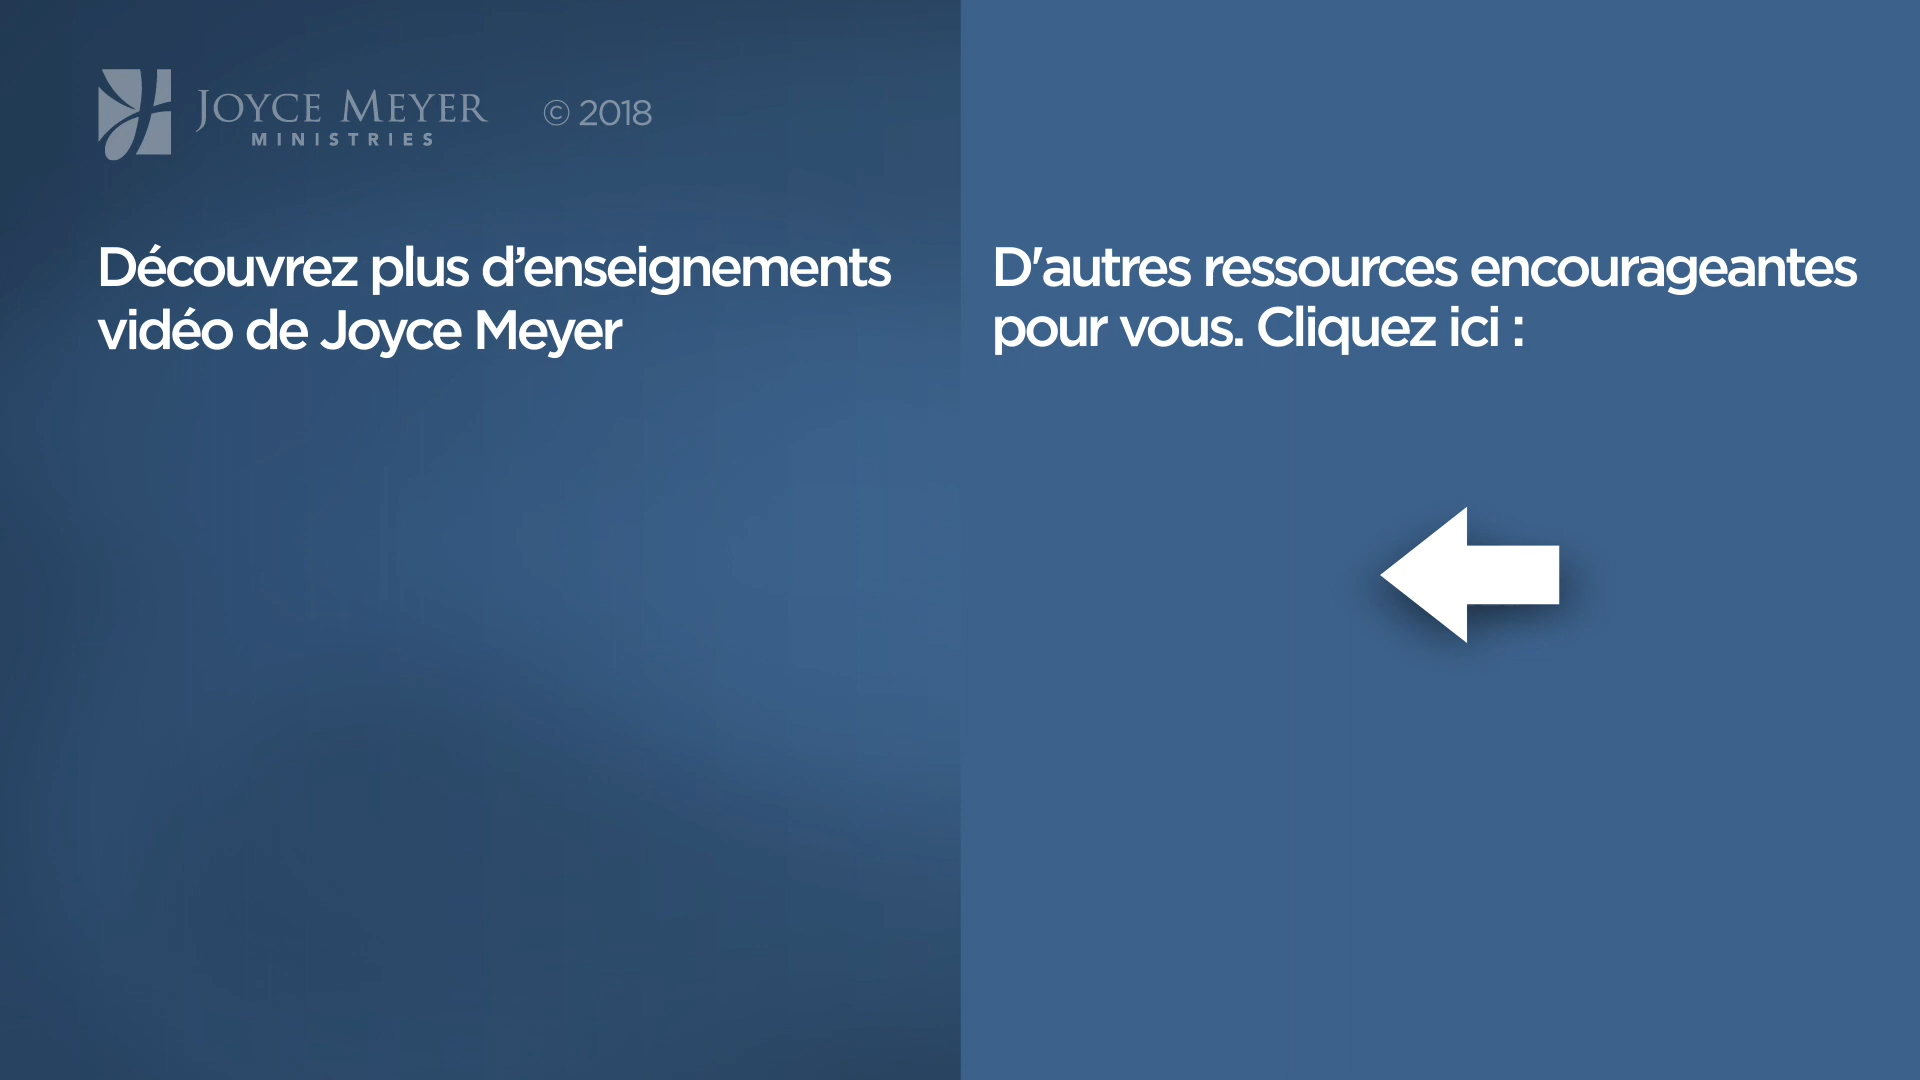 JOYCE MEYER
MINISTRIES
© 2018
Découvrez plus d’enseignements
vidéo de Joyce Meyer
D'autres ressources encourageantes
pour vous. Cliquez ici :